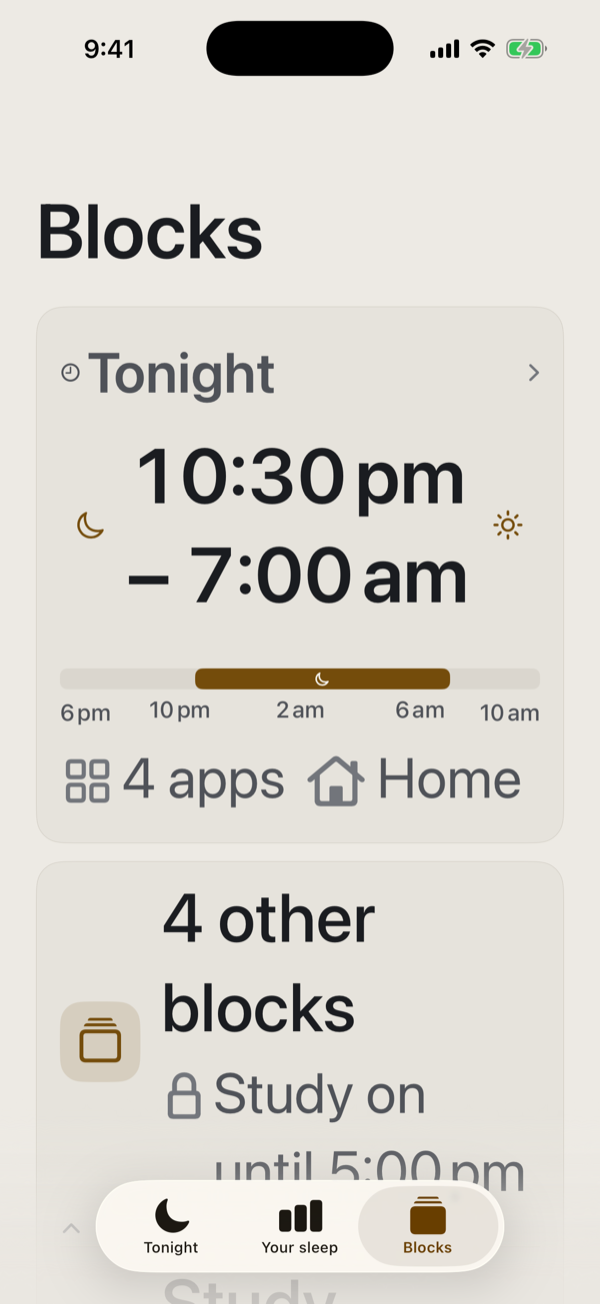 9:41
Blocks
Tonight
10:30 pm
– 7:00 am
6 pm 10 pm 2 am 6 am 10 am
4 apps Home
4 other
blocks
Study on
until 5:00 pm
Study
Tonight Your sleep Blocks